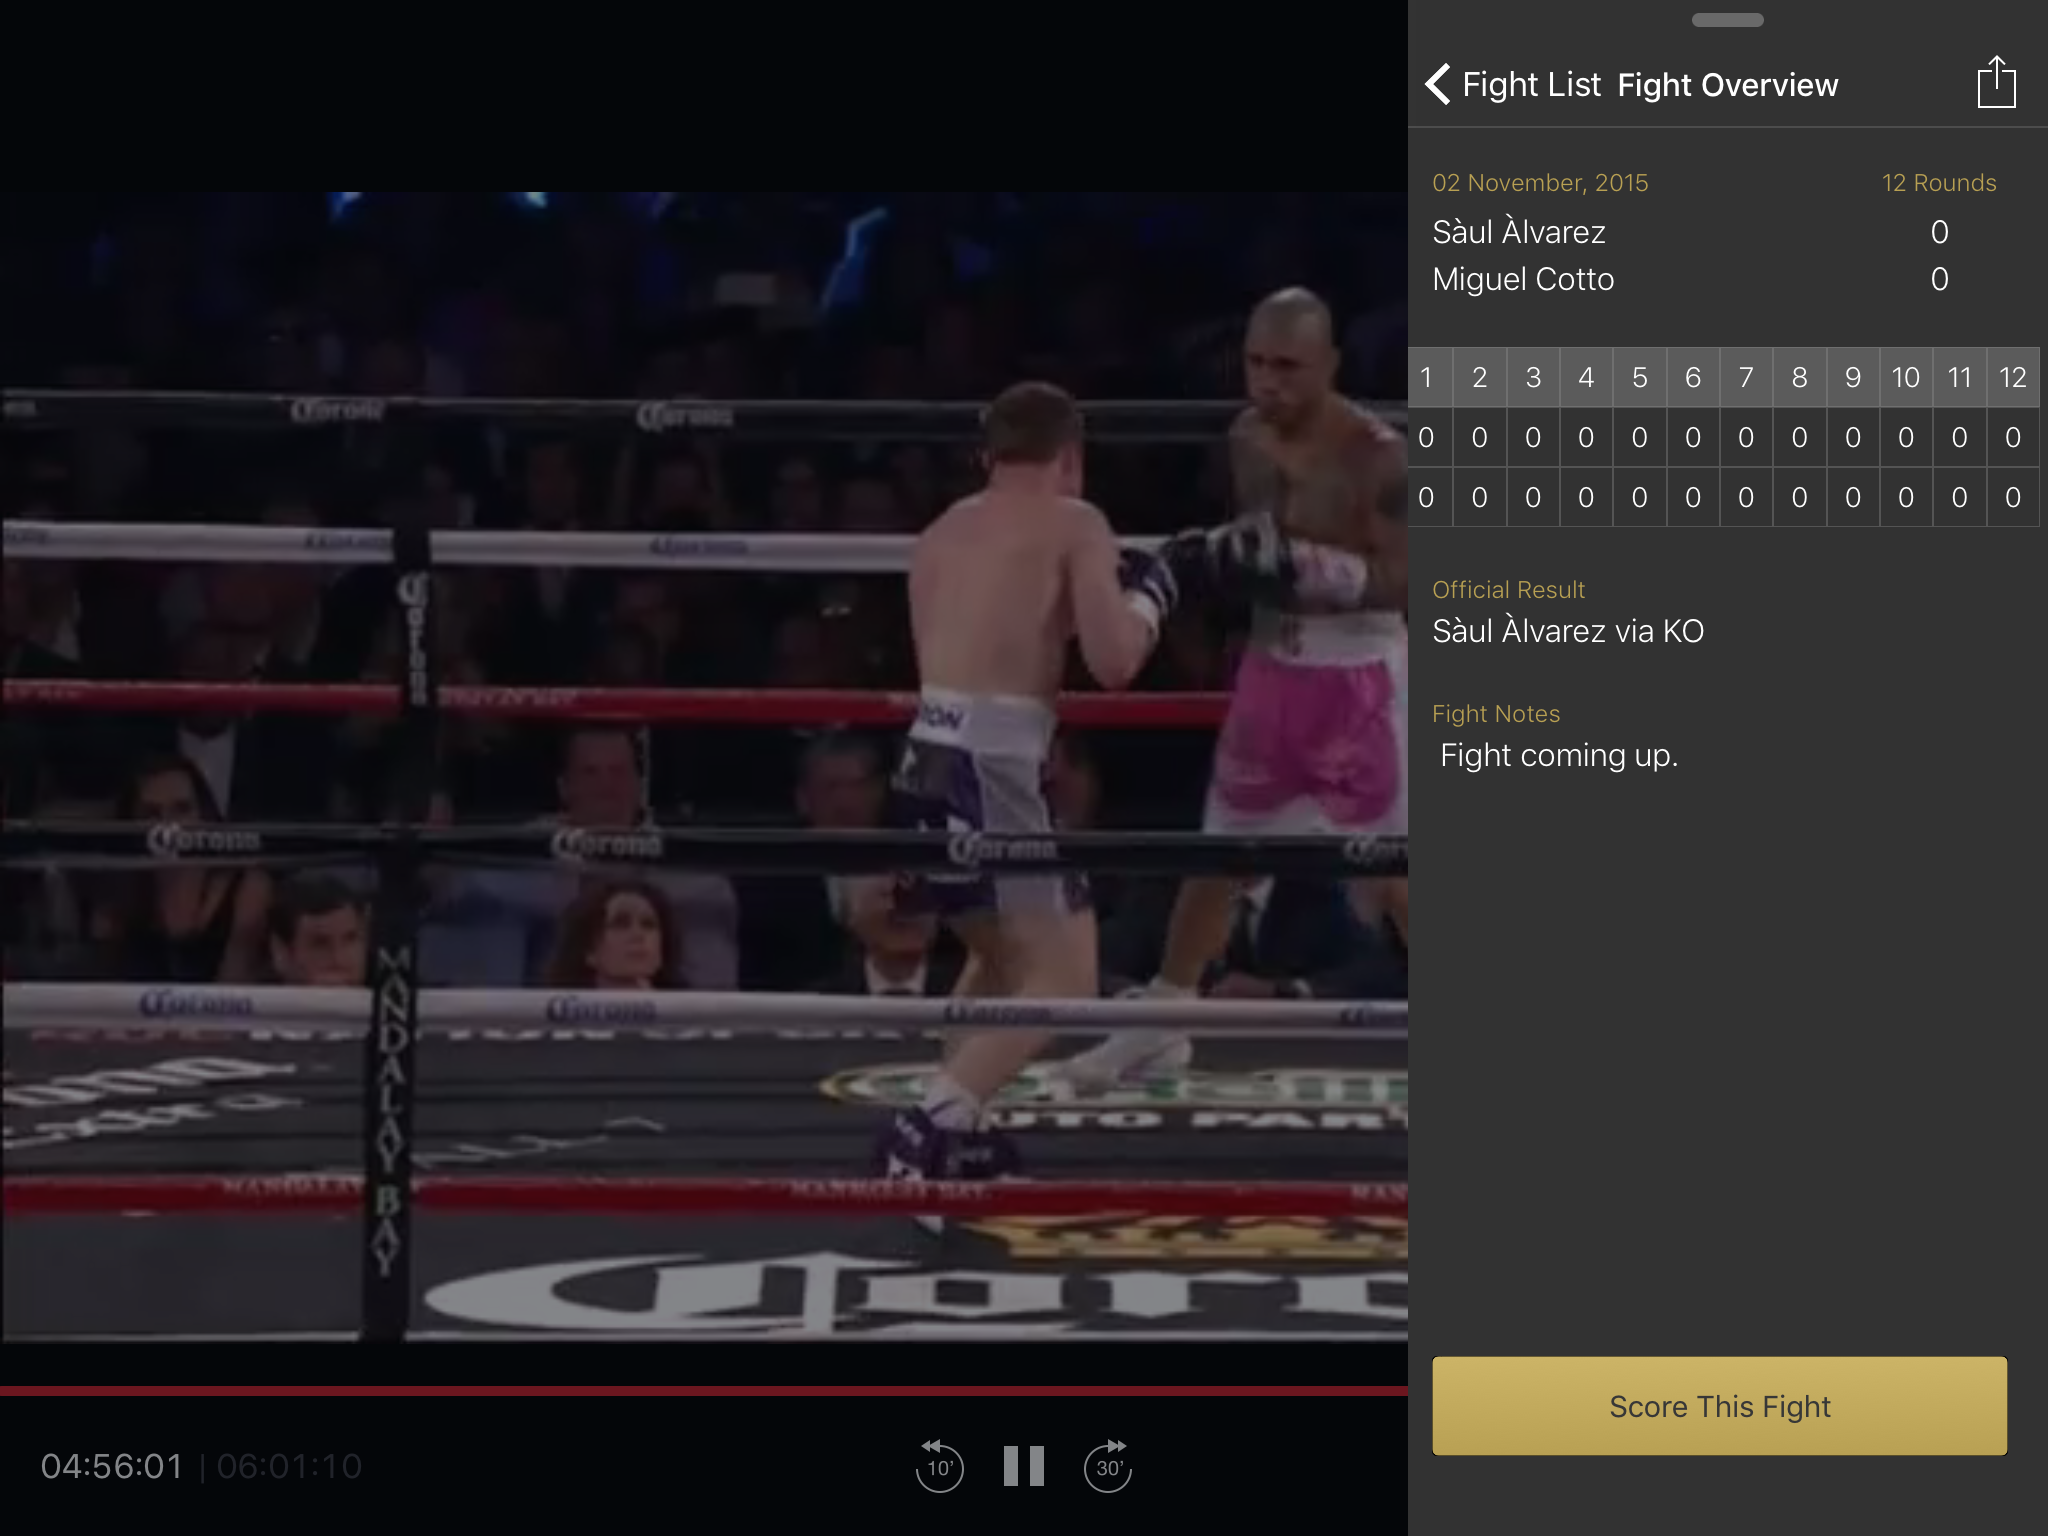 Fight List Fight Overview
02 November, 2015 12 Rounds
Sàul Àlvarez 0
Miguel Cotto 0
1 2 3 4 5 6 7 8 9 10 11 12
0 0 0 0 0 0 0 0 0 0 0 0
0 0 0 0 0 0 0 0 0 0 0 0
Official Result
Sàul Àlvarez via KO
Fight Notes
Fight coming up.
Score This Fight
Corona Corona
Corona Corona
Corona
Corona Corona Corona
Corona Corona Corona
MANDALAY BAY
MANDALAY BAY
04:56:01 | 06:01:10
10’ 30’